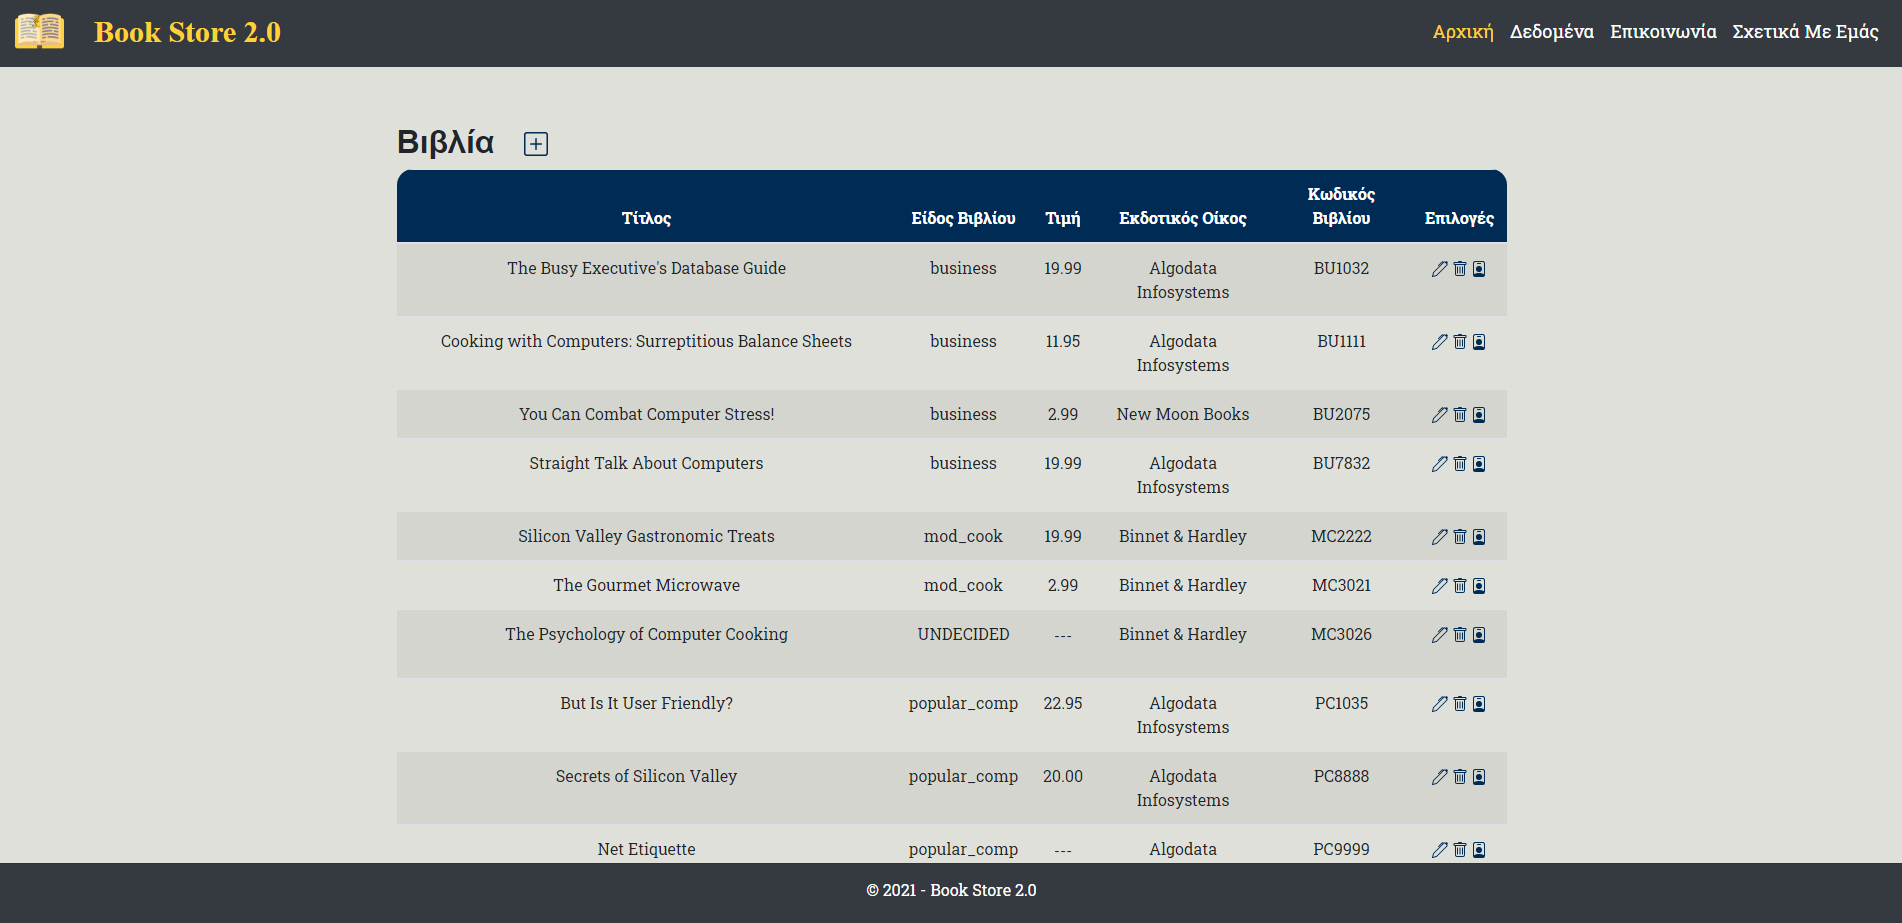 Book Store 2.0
Αρχική Δεδομένα Επικοινωνία Σχετικά Με Εμάς
Βιβλία
Τίτλος Είδος Βιβλίου Τιμή Εκδοτικός Οίκος Κωδικός Βιβλίου Επιλογές
The Busy Executive's Database Guide business 19.99 Algodata Infosystems BU1032
Cooking with Computers: Surreptitious Balance Sheets business 11.95 Algodata Infosystems BU1111
You Can Combat Computer Stress! business 2.99 New Moon Books BU2075
Straight Talk About Computers business 19.99 Algodata Infosystems BU7832
Silicon Valley Gastronomic Treats mod_cook 19.99 Binnet & Hardley MC2222
The Gourmet Microwave mod_cook 2.99 Binnet & Hardley MC3021
The Psychology of Computer Cooking UNDECIDED --- Binnet & Hardley MC3026
But Is It User Friendly? popular_comp 22.95 Algodata Infosystems PC1035
Secrets of Silicon Valley popular_comp 20.00 Algodata Infosystems PC8888
Net Etiquette popular_comp --- Algodata PC9999
© 2021 - Book Store 2.0